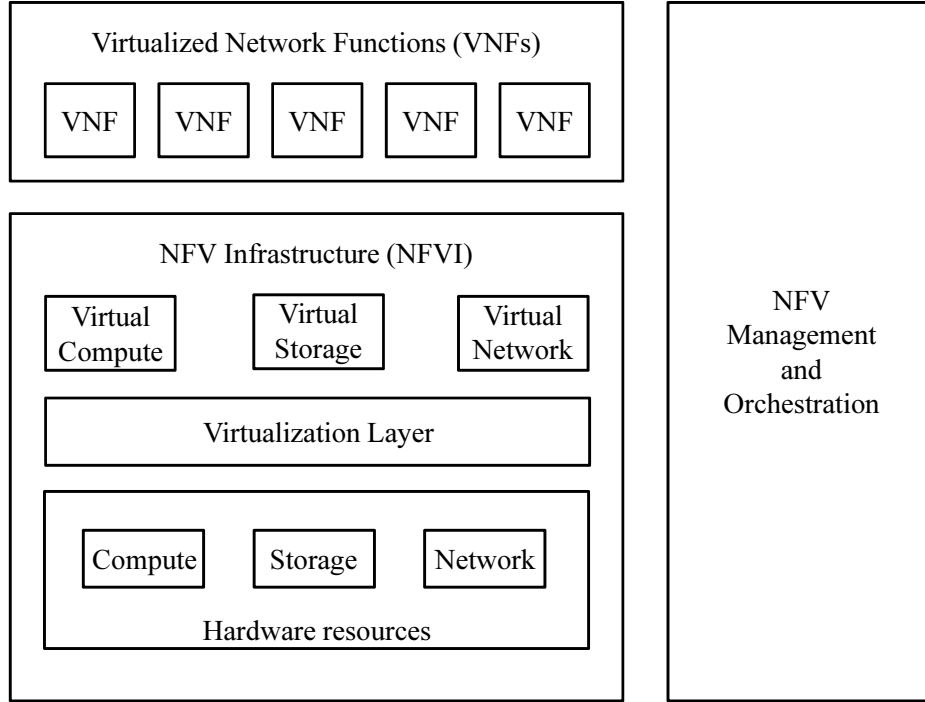 Virtualized Network Functions (VNFs)
VNF VNF VNF VNF VNF
NFV Infrastructure (NFVI)
Virtual
Compute
Virtual
Storage
Virtual
Network
Virtualization Layer
Compute Storage Network
Hardware resources
NFV
Management
and
Orchestration